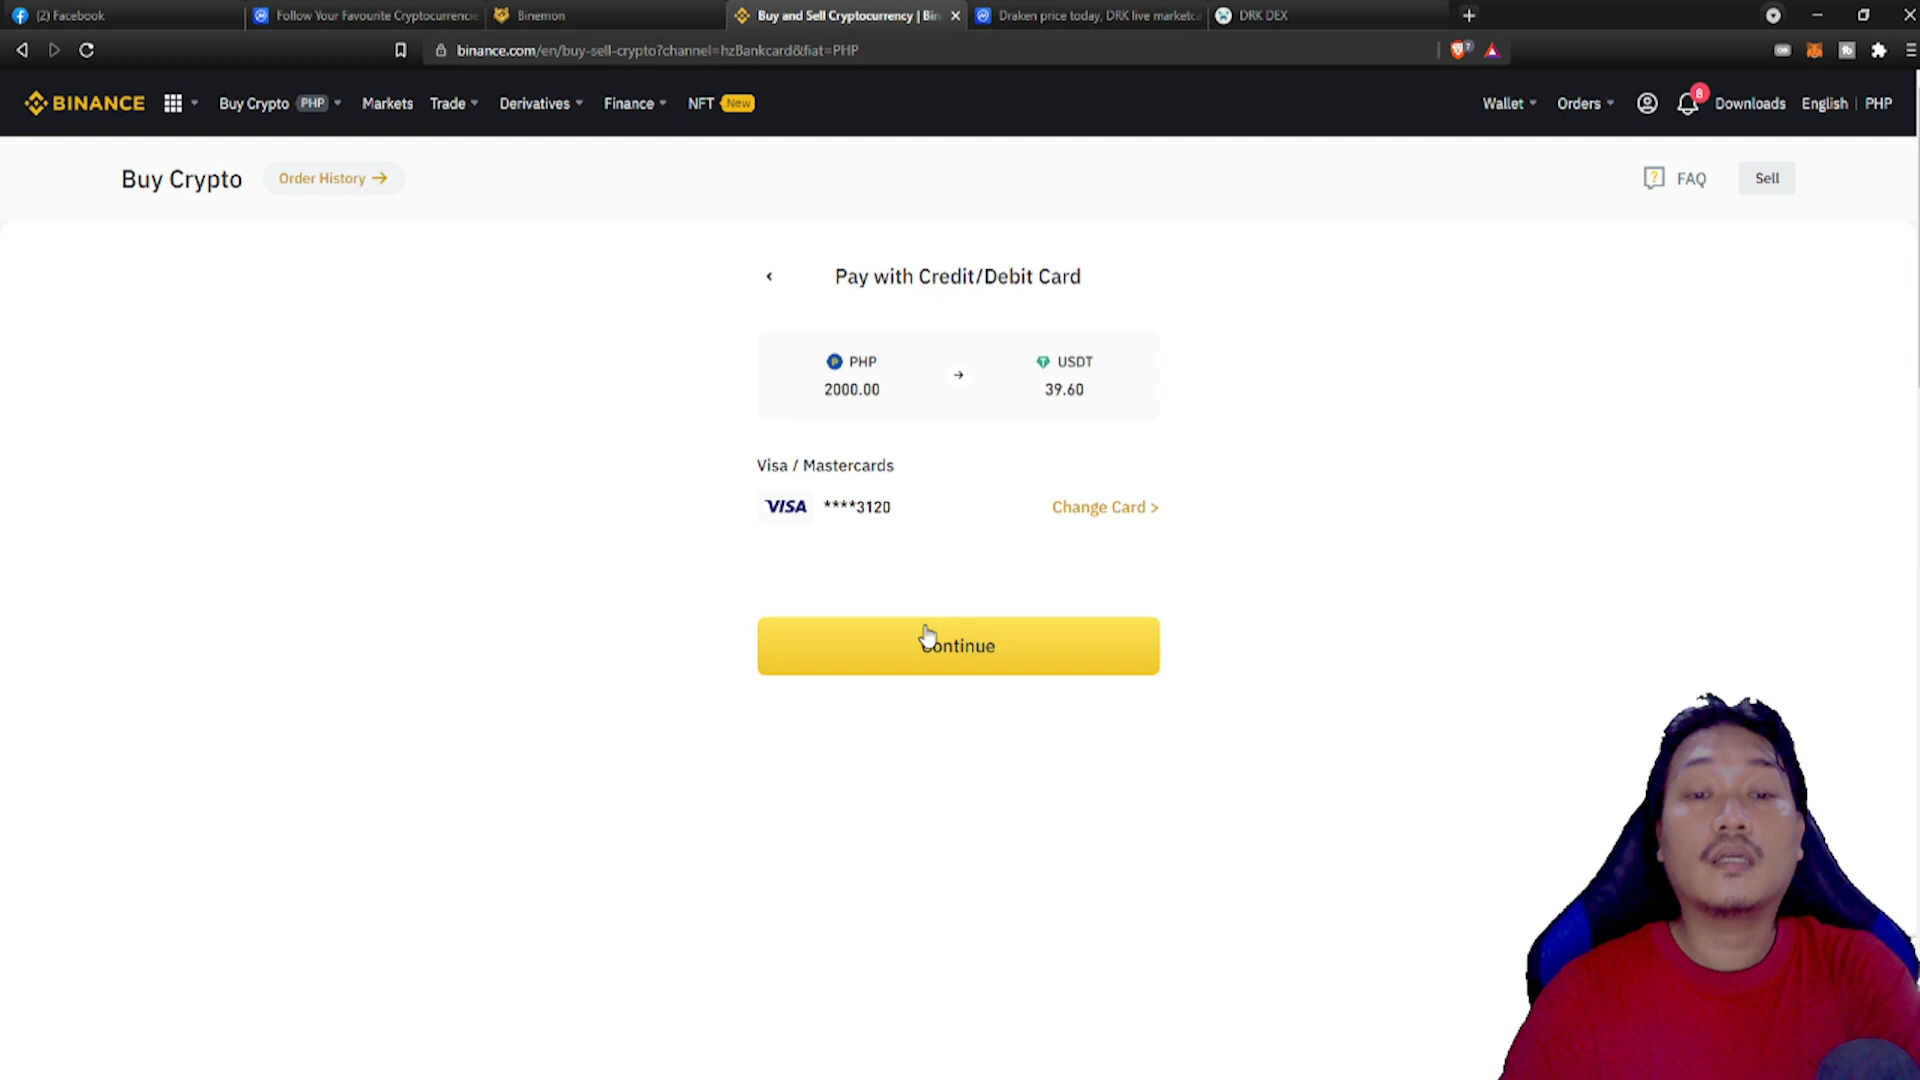 (2) Facebook
Follow Your Favourite Cryptocurrencie
Binemon
Buy and Sell Cryptocurrency | Bin
Draken price today, DRK live marketca
DRK DEX
binance.com/en/buy-sell-crypto?channel=hzBankcard&fiat=PHP
BINANCE
Buy Crypto PHP
Markets
Trade
Derivatives
Finance
NFT New
Wallet
Orders
8
Downloads
English | PHP
Buy Crypto
Order History →
FAQ
Sell
Pay with Credit/Debit Card
PHP
2000.00
→
USDT
39.60
Visa / Mastercards
VISA ****3120
Change Card >
Continue